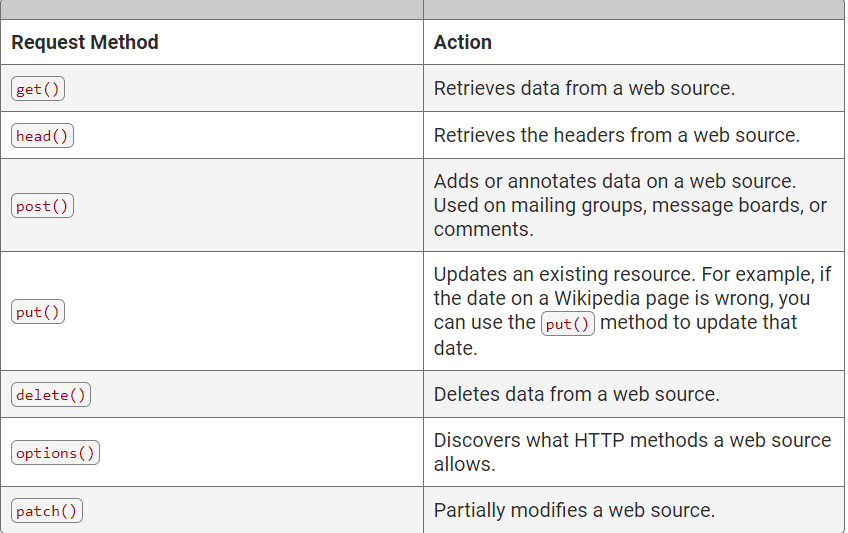 Request Method Action
get() Retrieves data from a web source.
head() Retrieves the headers from a web source.
post() Adds or annotates data on a web source.
Used on mailing groups, message boards, or
comments.
put() Updates an existing resource. For example, if
the date on a Wikipedia page is wrong, you
can use the put() method to update that
date.
delete() Deletes data from a web source.
options() Discovers what HTTP methods a web source
allows.
patch() Partially modifies a web source.